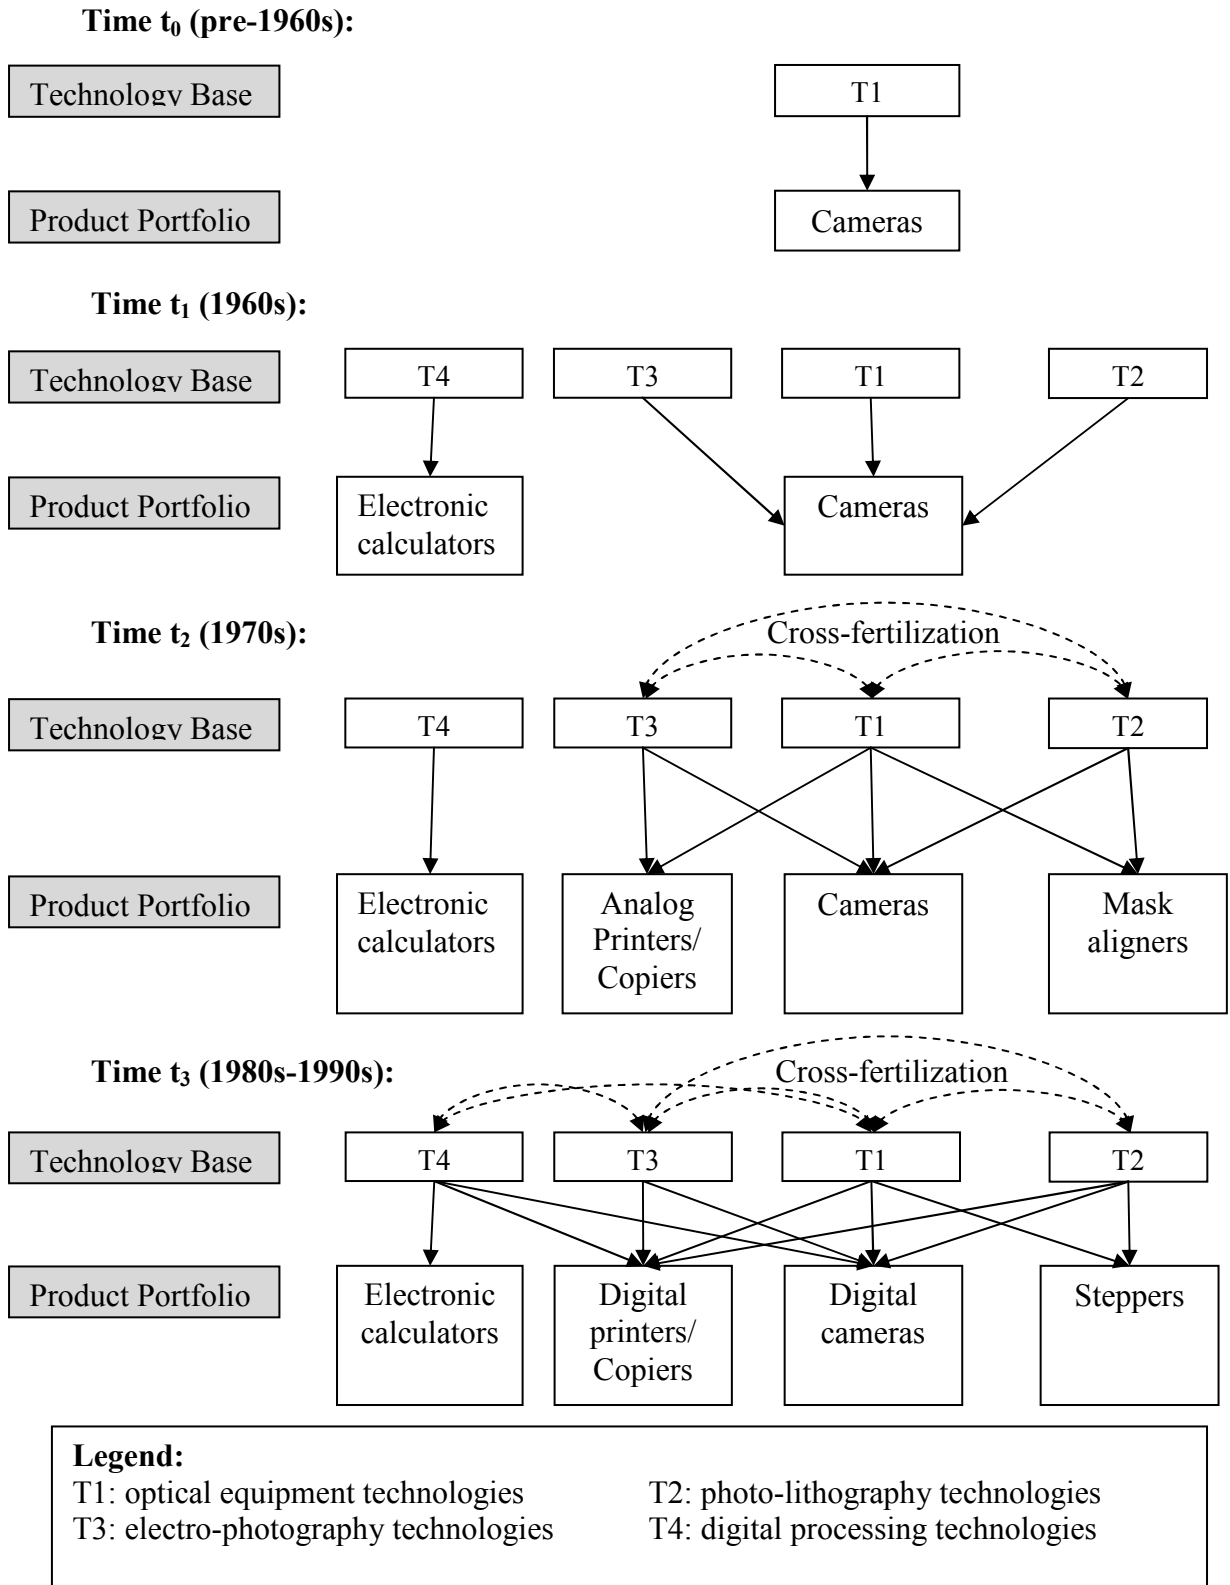 Time t0 (pre-1960s):
Technology Base
T1
Product Portfolio
Cameras
Time t1 (1960s):
Technology Base
T4
T3
T1
T2
Product Portfolio
Electronic
calculators
Cameras
Time t2 (1970s):
Cross-fertilization
Technology Base
T4
T3
T1
T2
Product Portfolio
Electronic
calculators
Analog
Printers/
Copiers
Cameras
Mask
aligners
Time t3 (1980s-1990s):
Cross-fertilization
Technology Base
T4
T3
T1
T2
Product Portfolio
Electronic
calculators
Digital
printers/
Copiers
Digital
cameras
Steppers
Legend:
T1: optical equipment technologies
T2: photo-lithography technologies
T3: electro-photography technologies
T4: digital processing technologies